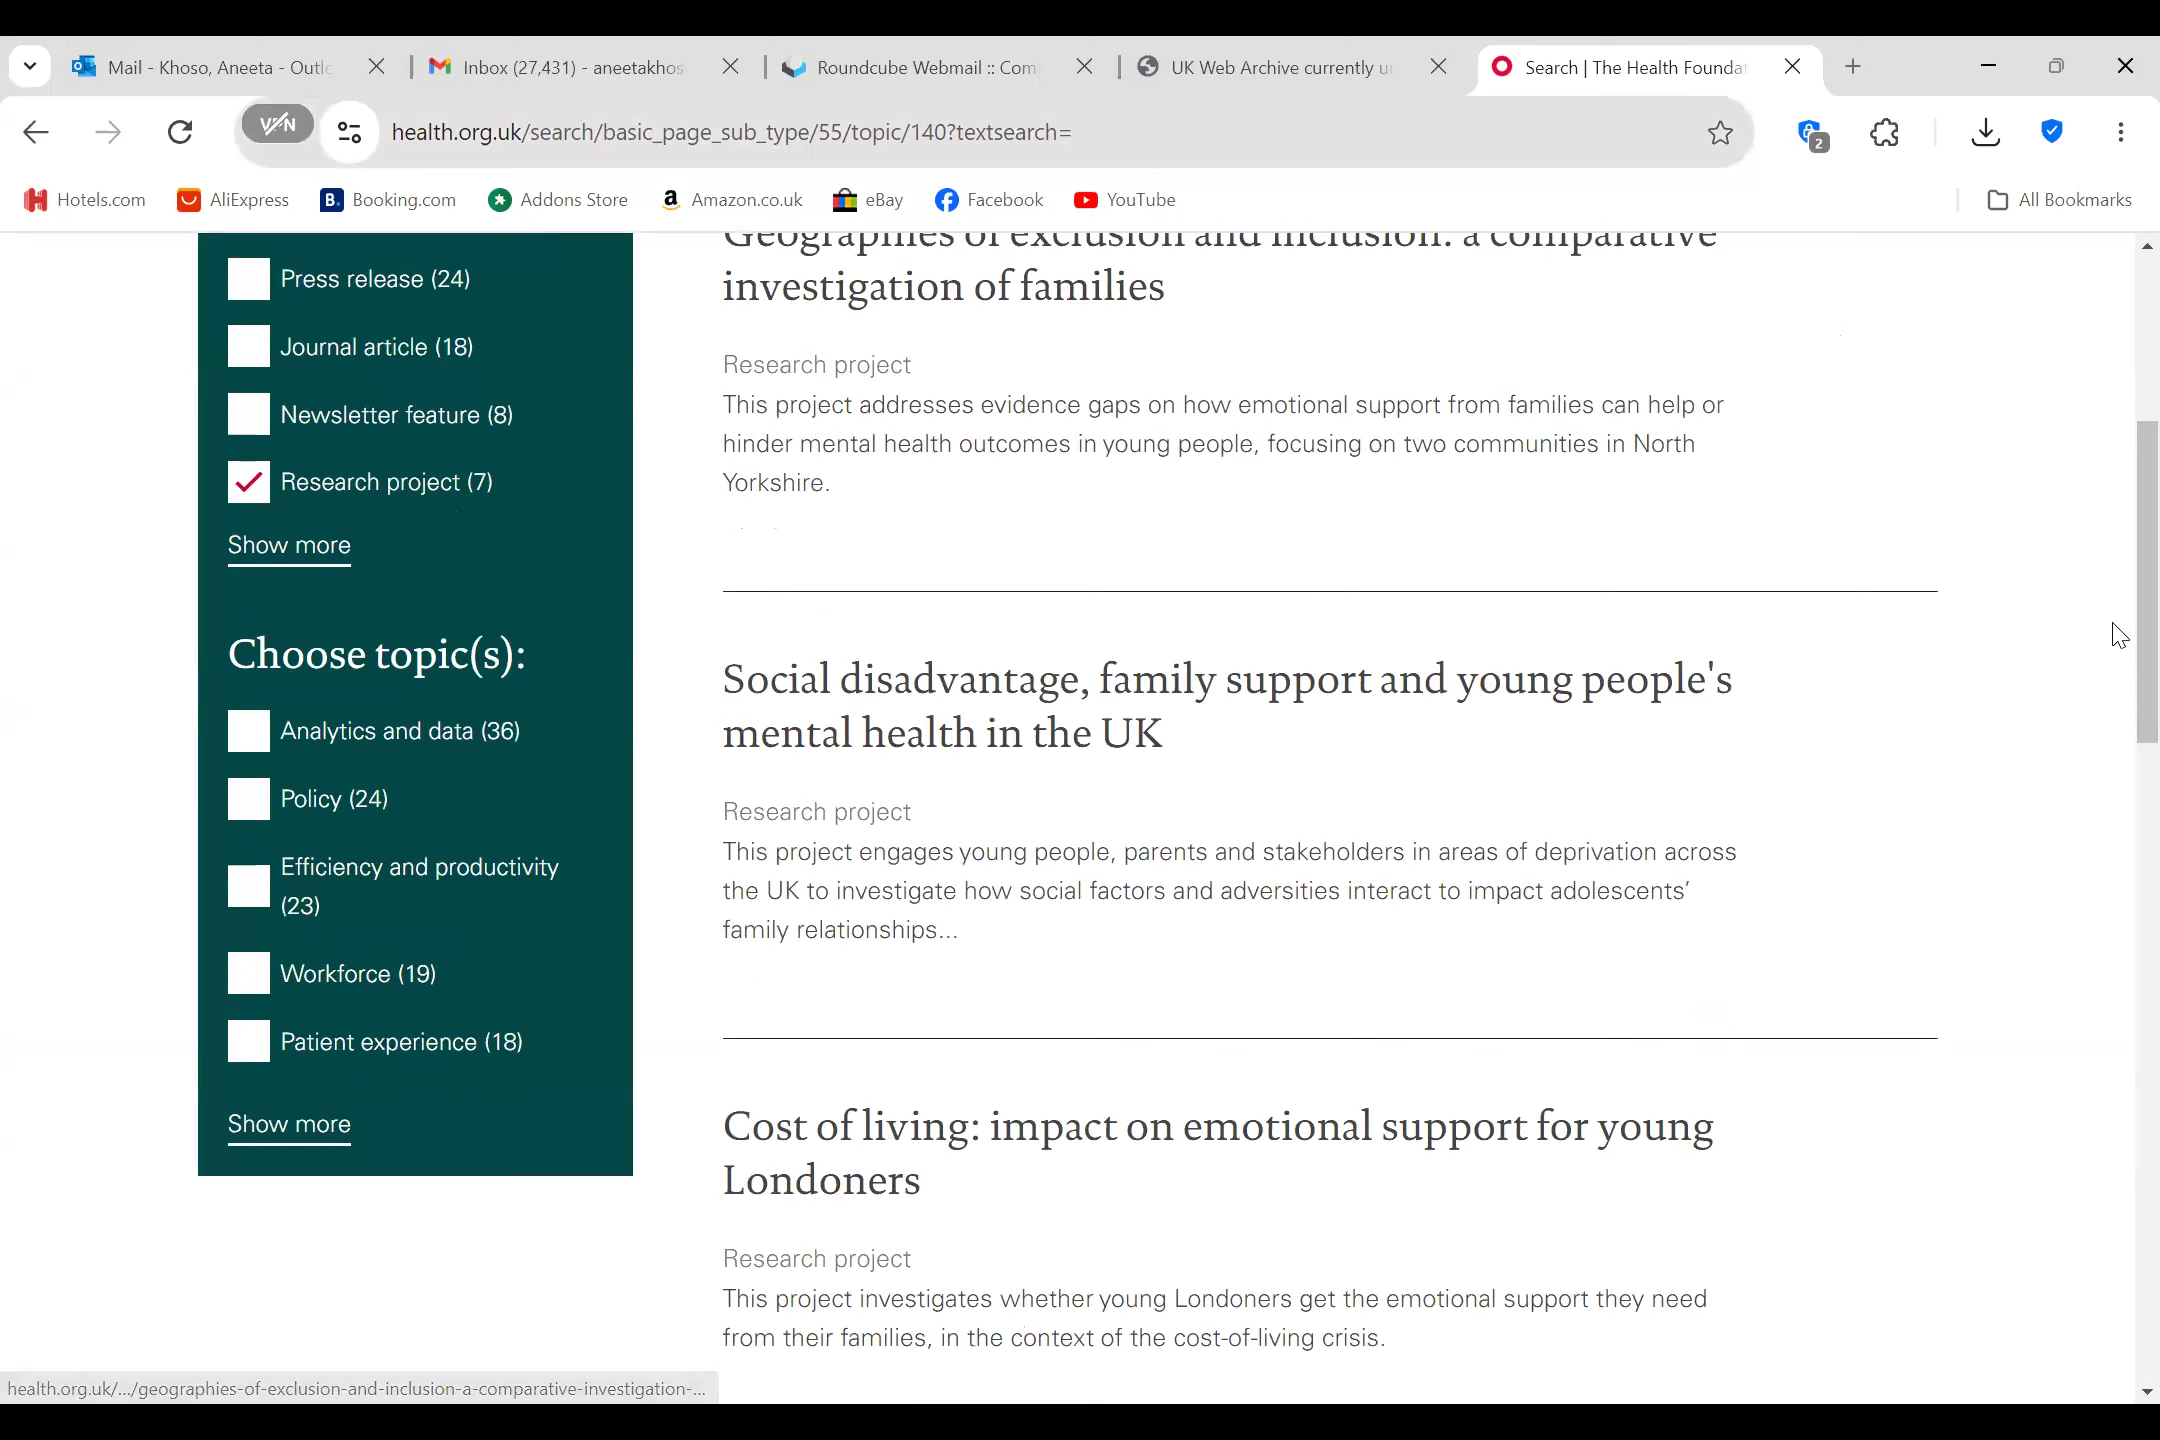 Mail - Khoso, Aneeta - Outlo
Inbox (27,431) - aneetakhos
Roundcube Webmail :: Com
UK Web Archive currently u
Search | The Health Foundat
VPN
health.org.uk/search/basic_page_sub_type/55/topic/140?textsearch=
2
Hotels.com
AliExpress
B.
Booking.com
Addons Store
Amazon.co.uk
eBay
Facebook
YouTube
All Bookmarks
Press release (24)
Journal article (18)
Newsletter feature (8)
Research project (7)
Show more
Choose topic(s):
Analytics and data (36)
Policy (24)
Efficiency and productivity
(23)
Workforce (19)
Patient experience (18)
Show more
Geographies of exclusion and inclusion: a comparative
investigation of families
Research project
This project addresses evidence gaps on how emotional support from families can help or
hinder mental health outcomes in young people, focusing on two communities in North
Yorkshire.
Social disadvantage, family support and young people's
mental health in the UK
Research project
This project engages young people, parents and stakeholders in areas of deprivation across
the UK to investigate how social factors and adversities interact to impact adolescents’
family relationships...
Cost of living: impact on emotional support for young
Londoners
Research project
This project investigates whether young Londoners get the emotional support they need
from their families, in the context of the cost-of-living crisis.
health.org.uk/.../geographies-of-exclusion-and-inclusion-a-comparative-investigation-...